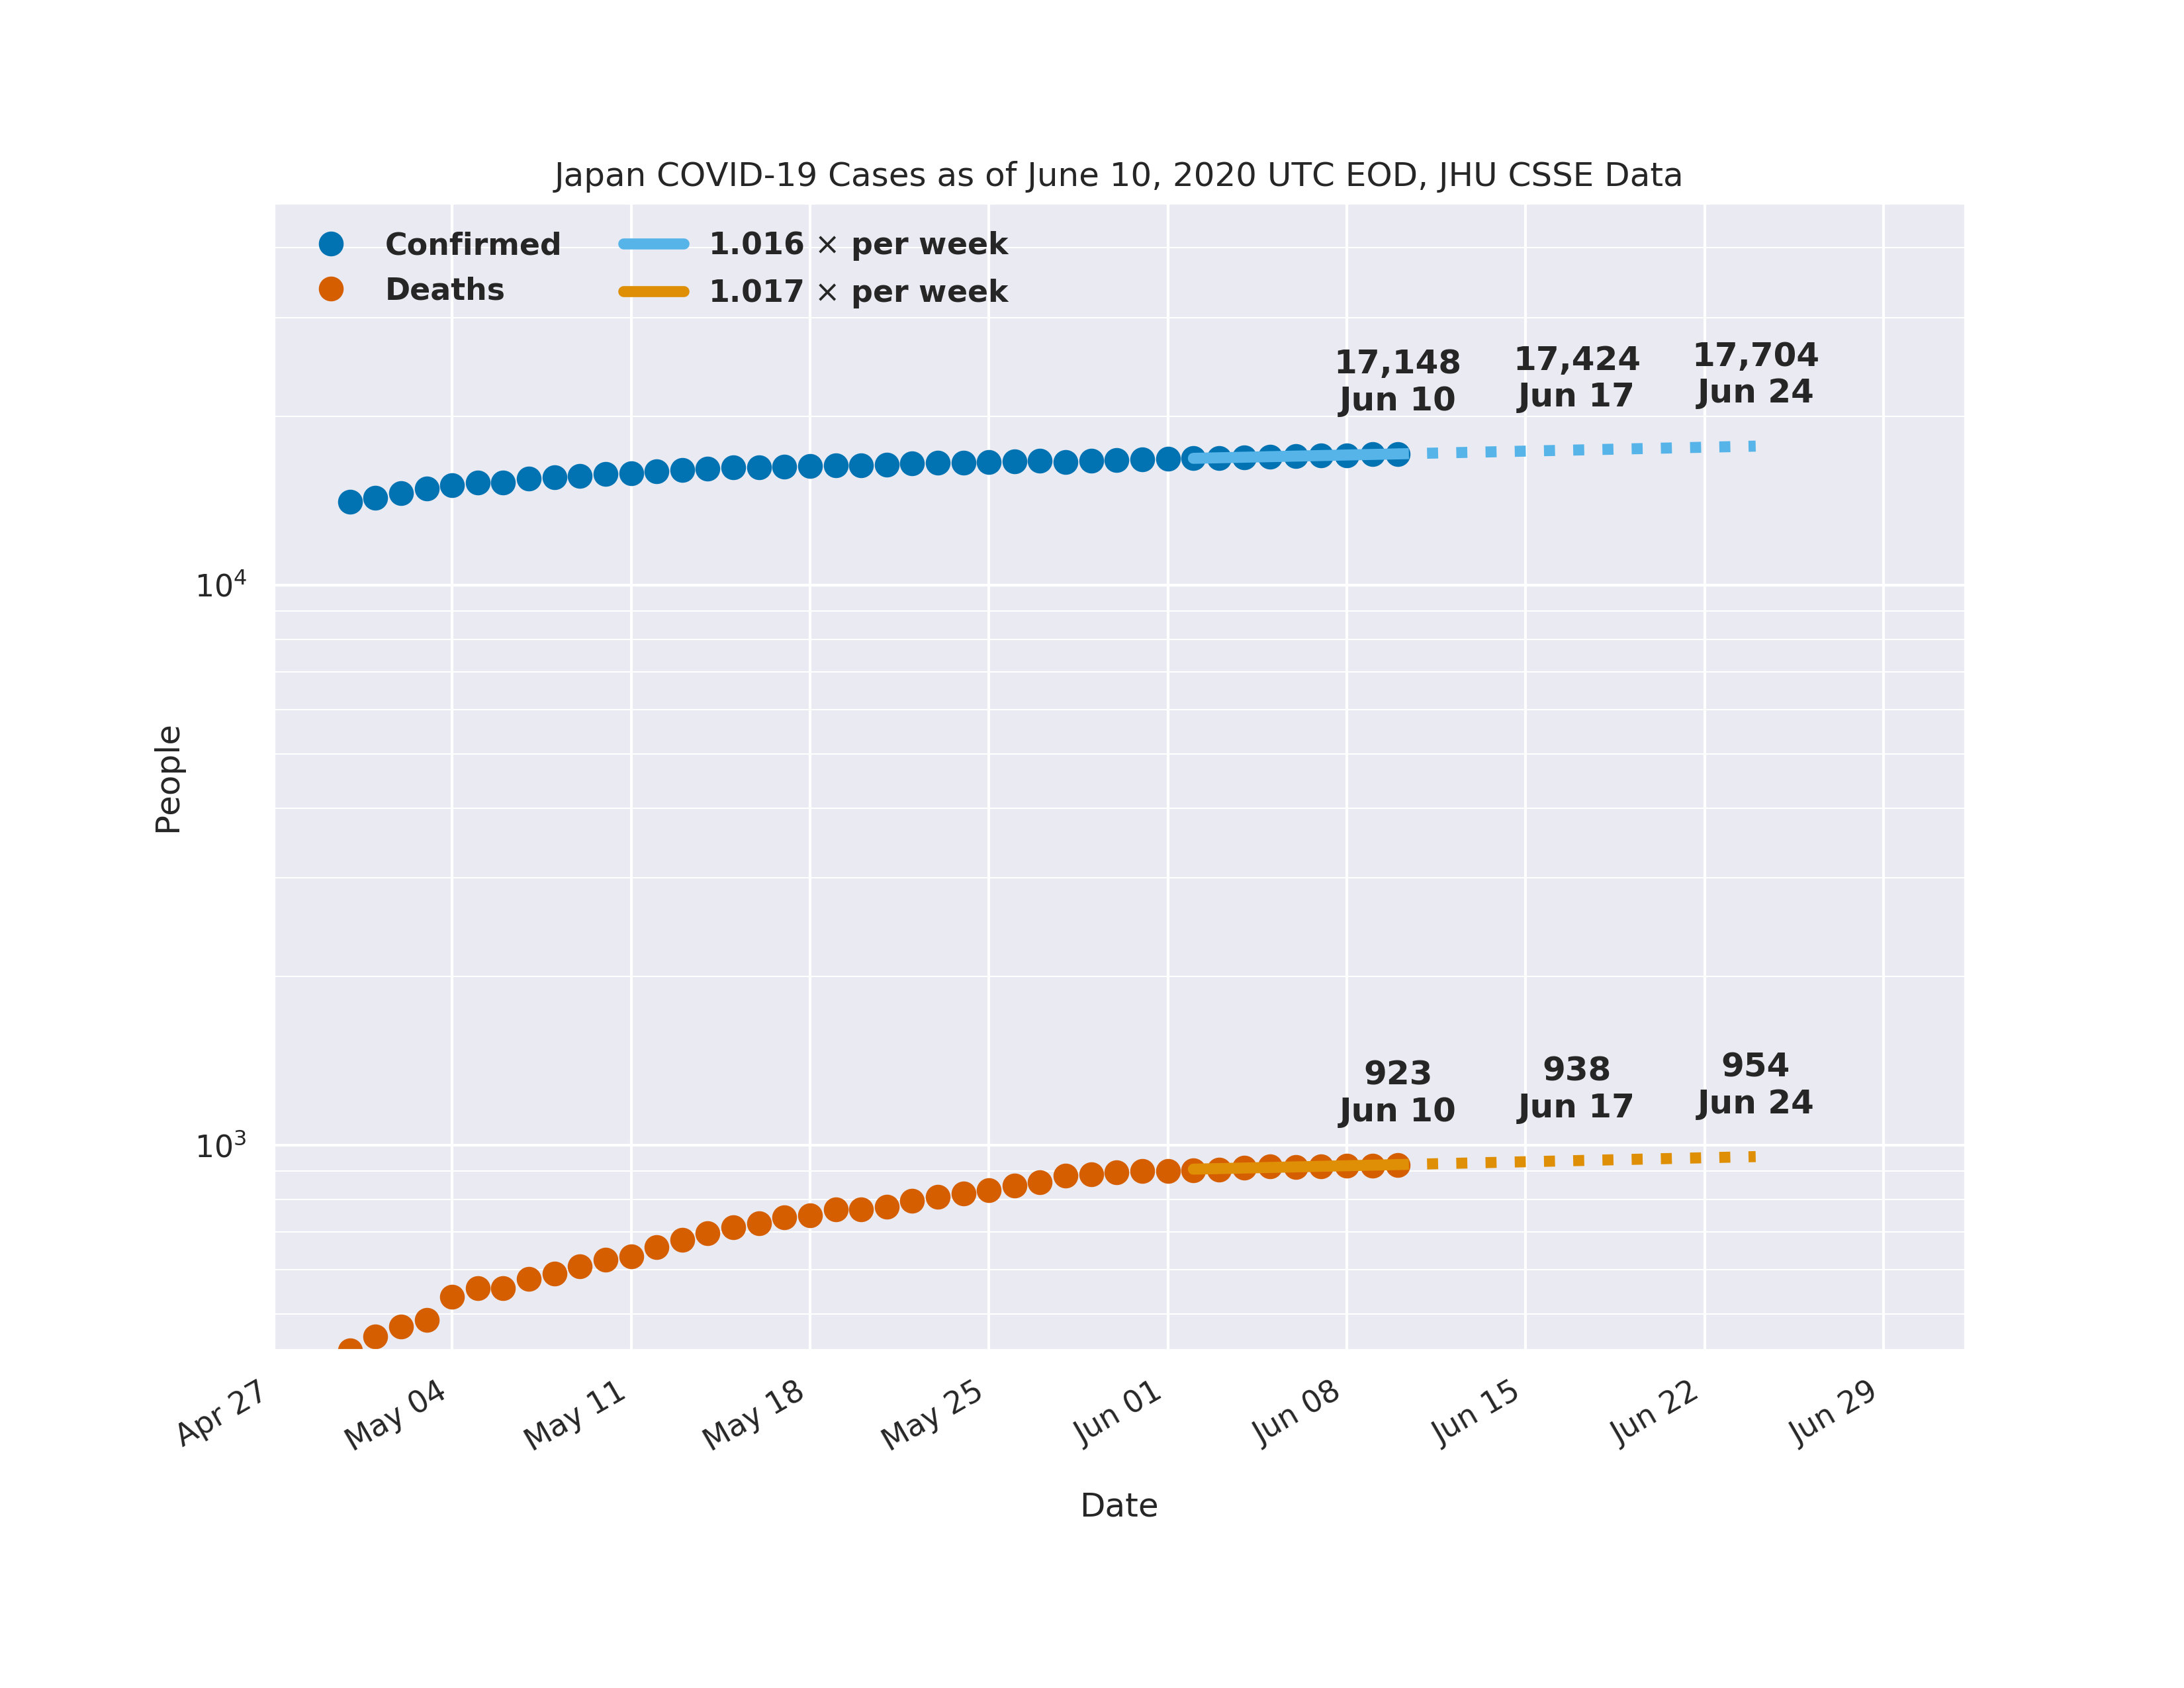 Japan COVID-19 Cases as of June 10, 2020 UTC EOD, JHU CSSE Data
Confirmed
Deaths
1.016 × per week
1.017 × per week
17,148
Jun 10
17,424
Jun 17
17,704
Jun 24
10⁴
People
923
Jun 10
938
Jun 17
954
Jun 24
10³
Apr 27
May 04
May 11
May 18
May 25
Jun 01
Jun 08
Jun 15
Jun 22
Jun 29
Date